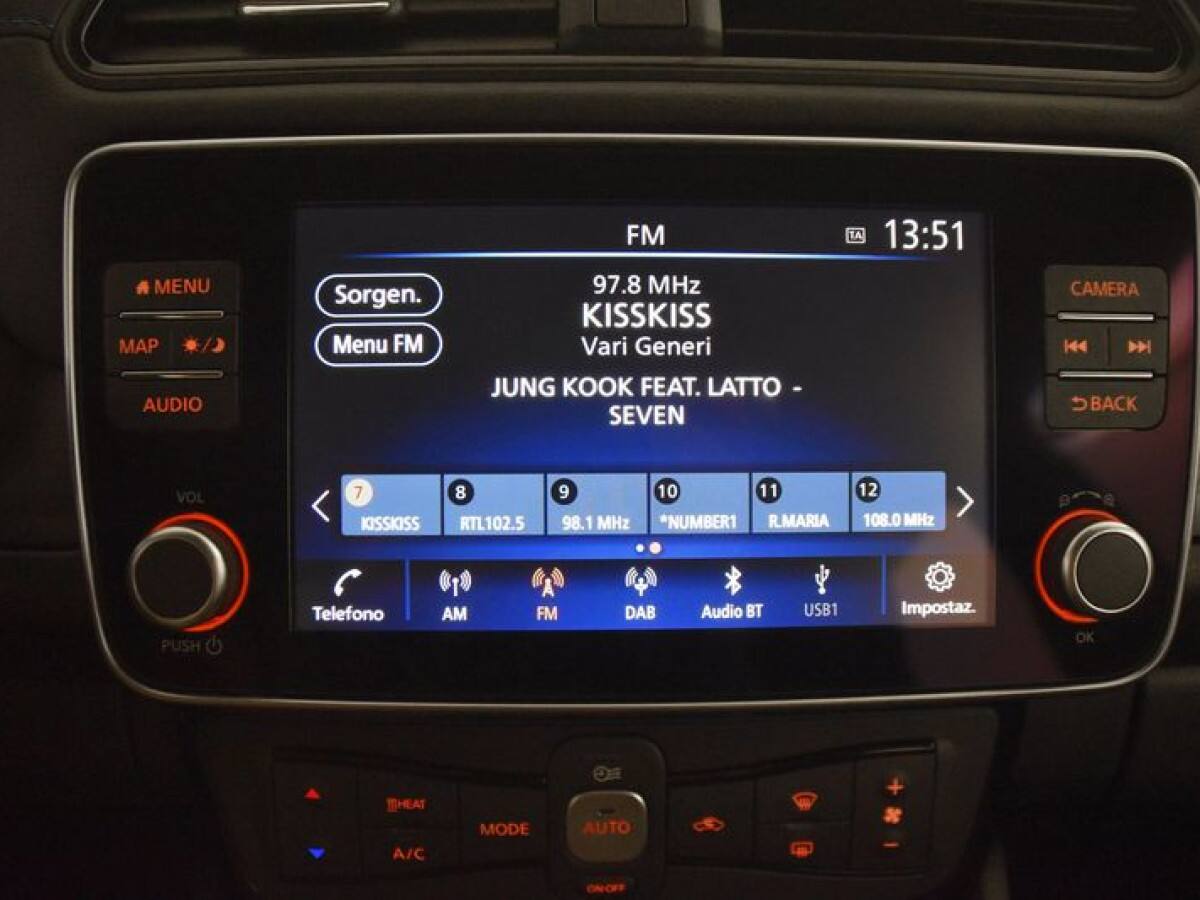 FM
TA 13:51
MENU
MAP
AUDIO
VOL
PUSH
Sorgen.
Menu FM
97.8 MHz
KISSKISS
Vari Generi
JUNG KOOK FEAT. LATTO -
SEVEN
7 KISSKISS
8 RTL102.5
9 98.1 MHz
10 *NUMBER1
11 R.MARIA
12 108.0 MHz
Telefono
AM
FM
DAB
Audio BT
USB1
Impostaz.
CAMERA
BACK
OK
HEAT
A/C
MODE
AUTO
ON·OFF